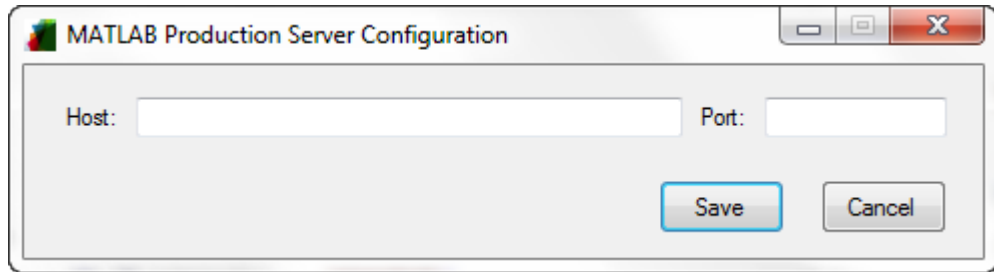 MATLAB Production Server Configuration
Host: Port:
Save Cancel